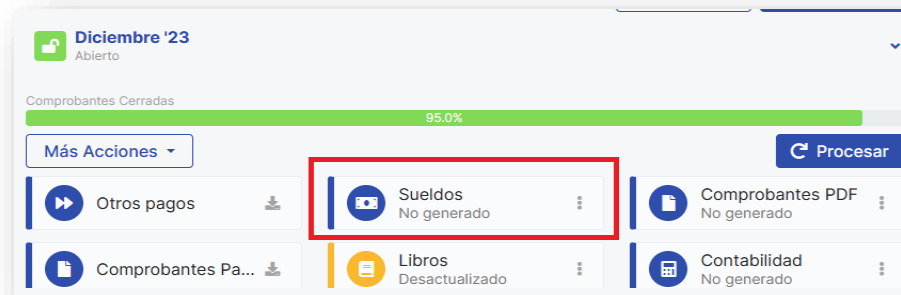 Diciembre '23
Abierto
Comprobantes Cerradas
95.0%
Más Acciones
Procesar
Otros pagos
Sueldos
No generado
Comprobantes PDF
No generado
Comprobantes Pa...
Libros
Desactualizado
Contabilidad
No generado